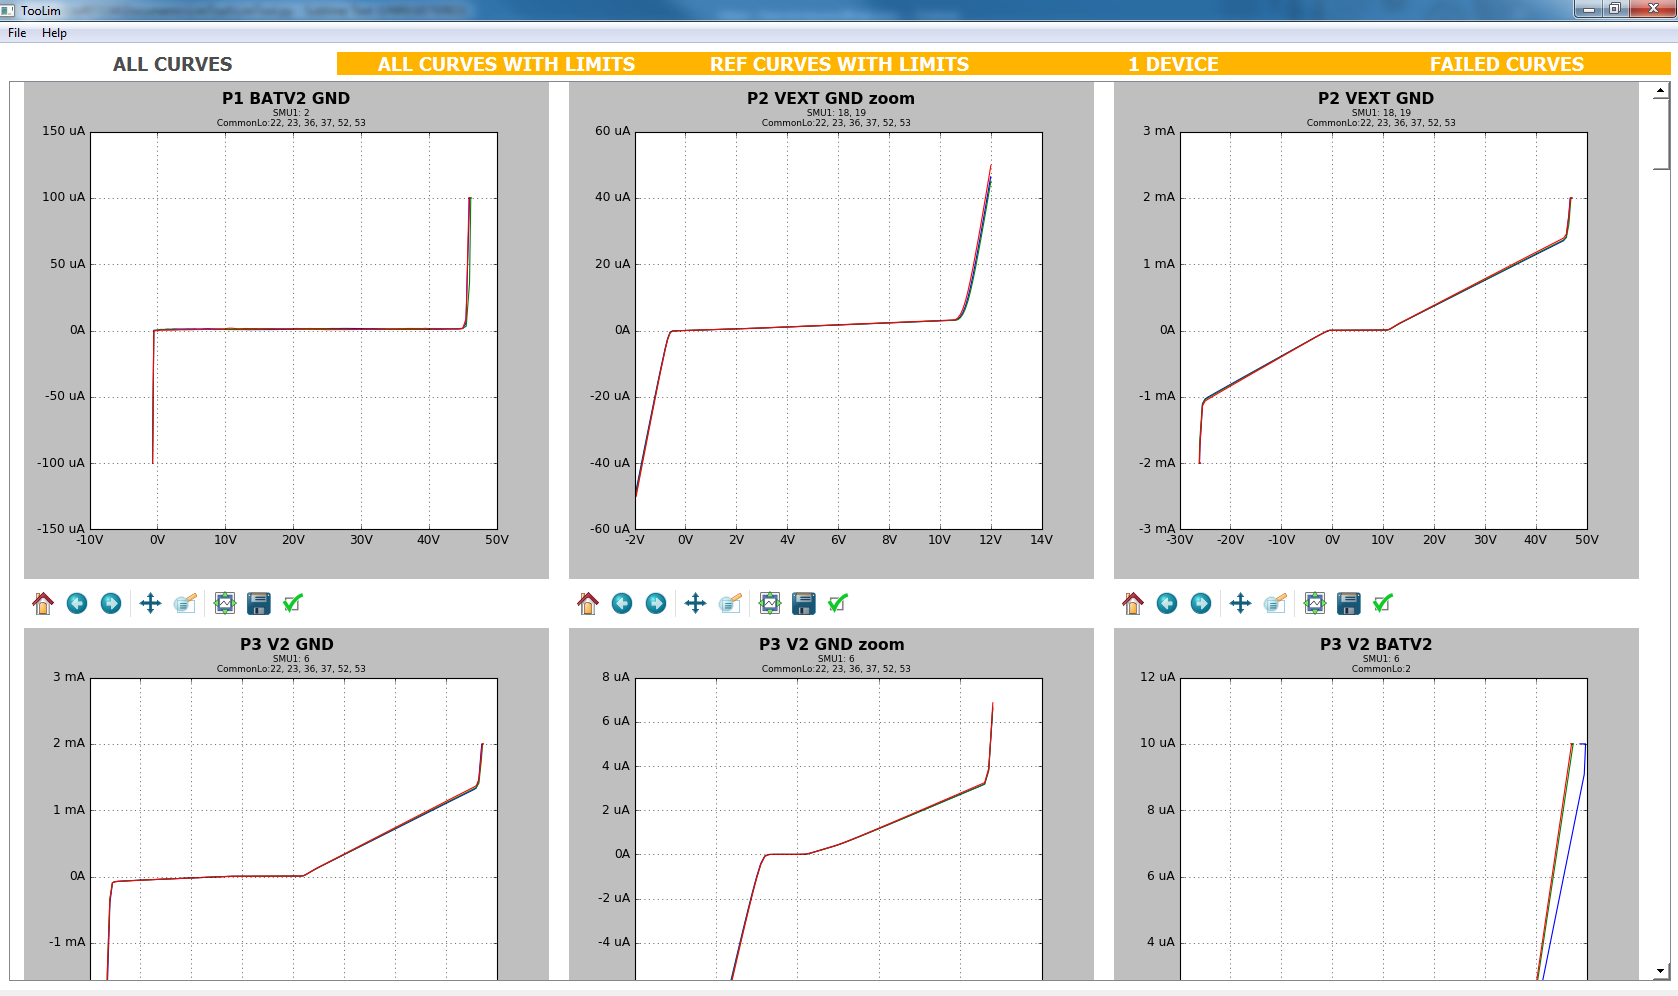 TooLim
File Help
ALL CURVES
ALL CURVES WITH LIMITS
REF CURVES WITH LIMITS
1 DEVICE
FAILED CURVES
P1 BATV2 GND
SMU1: 2
CommonLo:22, 23, 36, 37, 52, 53
150 uA
100 uA
50 uA
0A
-50 uA
-100 uA
-150 uA
-10V 0V 10V 20V 30V 40V 50V
P2 VEXT GND zoom
SMU1: 18, 19
CommonLo:22, 23, 36, 37, 52, 53
60 uA
40 uA
20 uA
0A
-20 uA
-40 uA
-60 uA
-2V 0V 2V 4V 6V 8V 10V 12V 14V
P2 VEXT GND
SMU1: 18, 19
CommonLo:22, 23, 36, 37, 52, 53
3 mA
2 mA
1 mA
0A
-1 mA
-2 mA
-3 mA
-30V -20V -10V 0V 10V 20V 30V 40V 50V
P3 V2 GND
SMU1: 6
CommonLo:22, 23, 36, 37, 52, 53
3 mA
2 mA
1 mA
0A
-1 mA
P3 V2 GND zoom
SMU1: 6
CommonLo:22, 23, 36, 37, 52, 53
8 uA
6 uA
4 uA
2 uA
0A
-2 uA
-4 uA
P3 V2 BATV2
SMU1: 6
CommonLo:2
12 uA
10 uA
8 uA
6 uA
4 uA